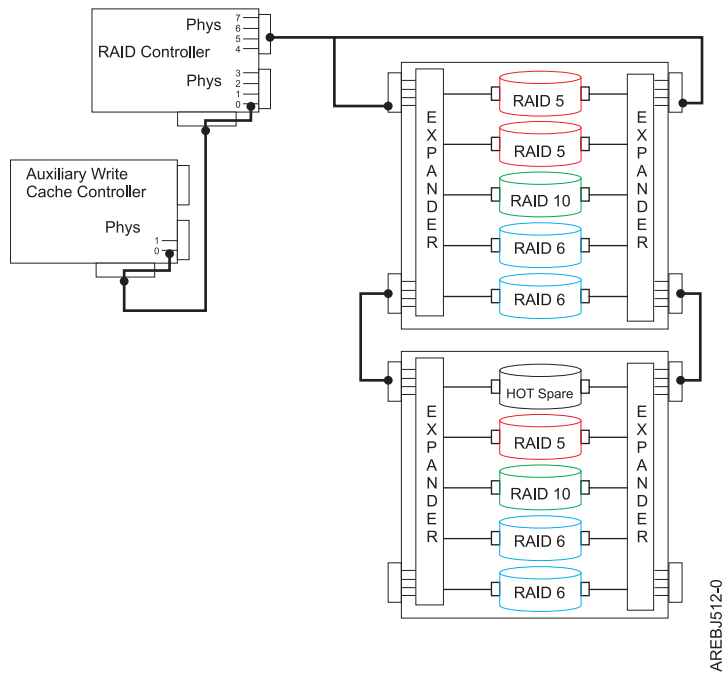 Phys
7
6
5
4
RAID Controller
Phys
3
2
1
0
Auxiliary Write
Cache Controller
Phys
1
0
EXPANDER
RAID 5
RAID 5
RAID 10
RAID 6
RAID 6
EXPANDER
EXPANDER
HOT Spare
RAID 5
RAID 10
RAID 6
RAID 6
EXPANDER
AREBJ512-0